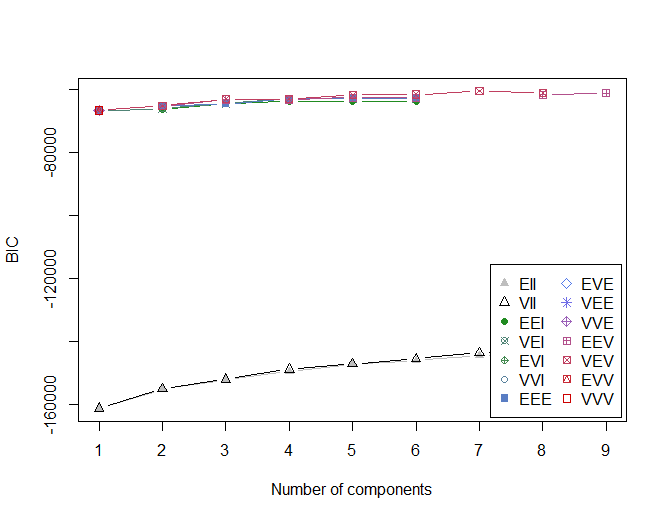 BIC
-80000
-120000
-160000
EII EVE
VII VEE
EEI VVE
VEI EEV
EVI VEV
VVI EVV
EEE VVV
1 2 3 4 5 6 7 8 9
Number of components